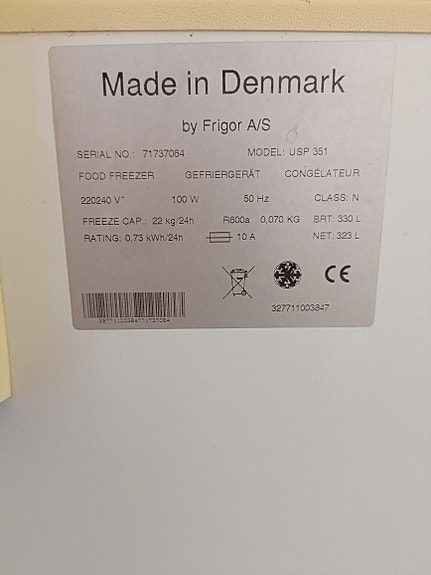 Made in Denmark
by Frigor A/S
SERIAL NO.: 71737064 MODEL: USP 351
FOOD FREEZER GEFRIERGERÄT CONGÉLATEUR
220240 V~ 100 W 50 Hz CLASS: N
FREEZE CAP.: 22 kg/24h R600a 0,070 KG BRT: 330 L
RATING: 0,73 kWh/24h 10 A NET: 323 L
CE
327711003847
32771100384771737064